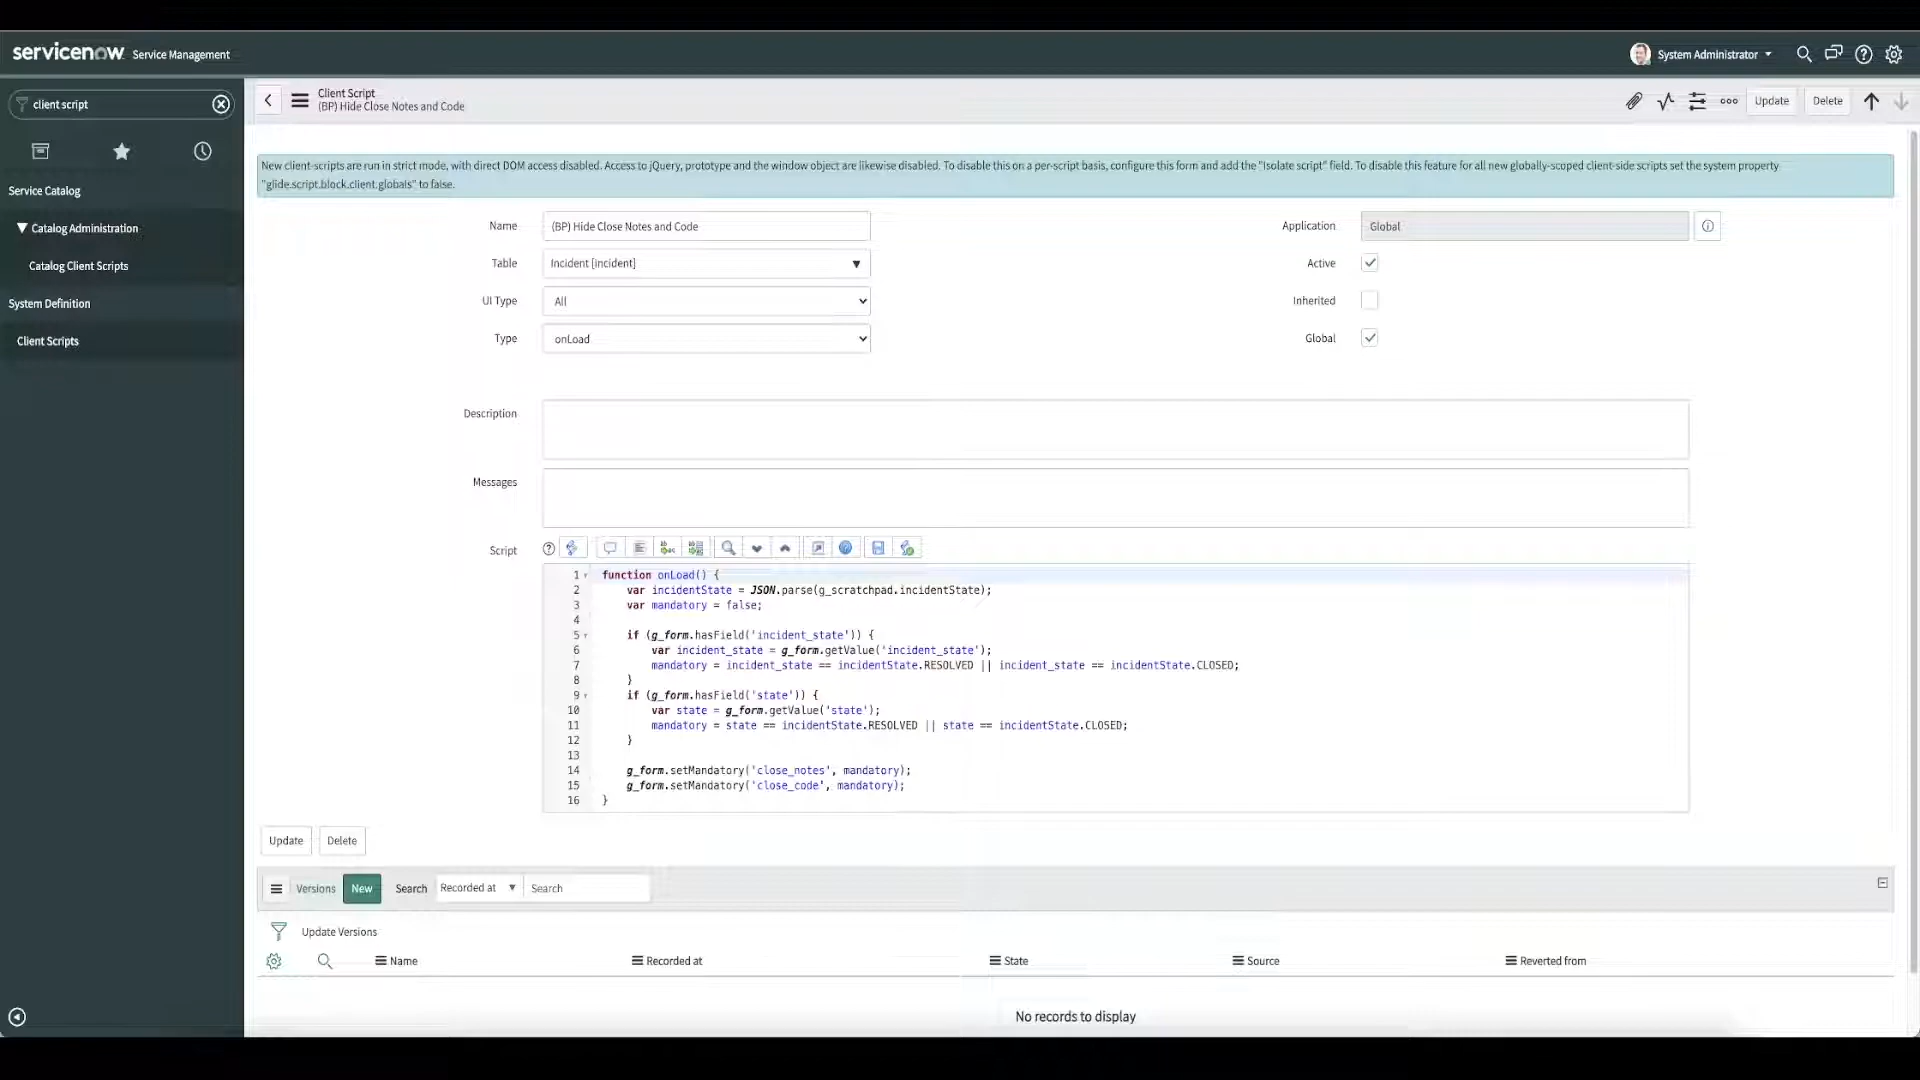 servicenow Service Management
System Administrator
client script
Client Script
(BP) Hide Close Notes and Code
Update
Delete
Service Catalog
Catalog Administration
Catalog Client Scripts
System Definition
Client Scripts
New client-scripts are run in strict mode, with direct DOM access disabled. Access to jQuery, prototype and the window object are likewise disabled. To disable this on a per-script basis, configure this form and add the "Isolate script" field. To disable this feature for all new globally-scoped client-side scripts set the system property
"glide.script.block.client.globals" to false.
Name (BP) Hide Close Notes and Code
Application Global
Table Incident [incident]
Active
UI Type All
Inherited
Type onLoad
Global
Description
Messages
Script
1 function onLoad() {
2 var incidentState = JSON.parse(g_scratchpad.incidentState);
3 var mandatory = false;
4
5 if (g_form.hasField('incident_state')) {
6 var incident_state = g_form.getValue('incident_state');
7 mandatory = incident_state == incidentState.RESOLVED || incident_state == incidentState.CLOSED;
8 }
9 if (g_form.hasField('state')) {
10 var state = g_form.getValue('state');
11 mandatory = state == incidentState.RESOLVED || state == incidentState.CLOSED;
12 }
13
14 g_form.setMandatory('close_notes', mandatory);
15 g_form.setMandatory('close_code', mandatory);
16 }
Update Delete
Versions New Search Recorded at Search
Update Versions
Name Recorded at State Source Reverted from
No records to display